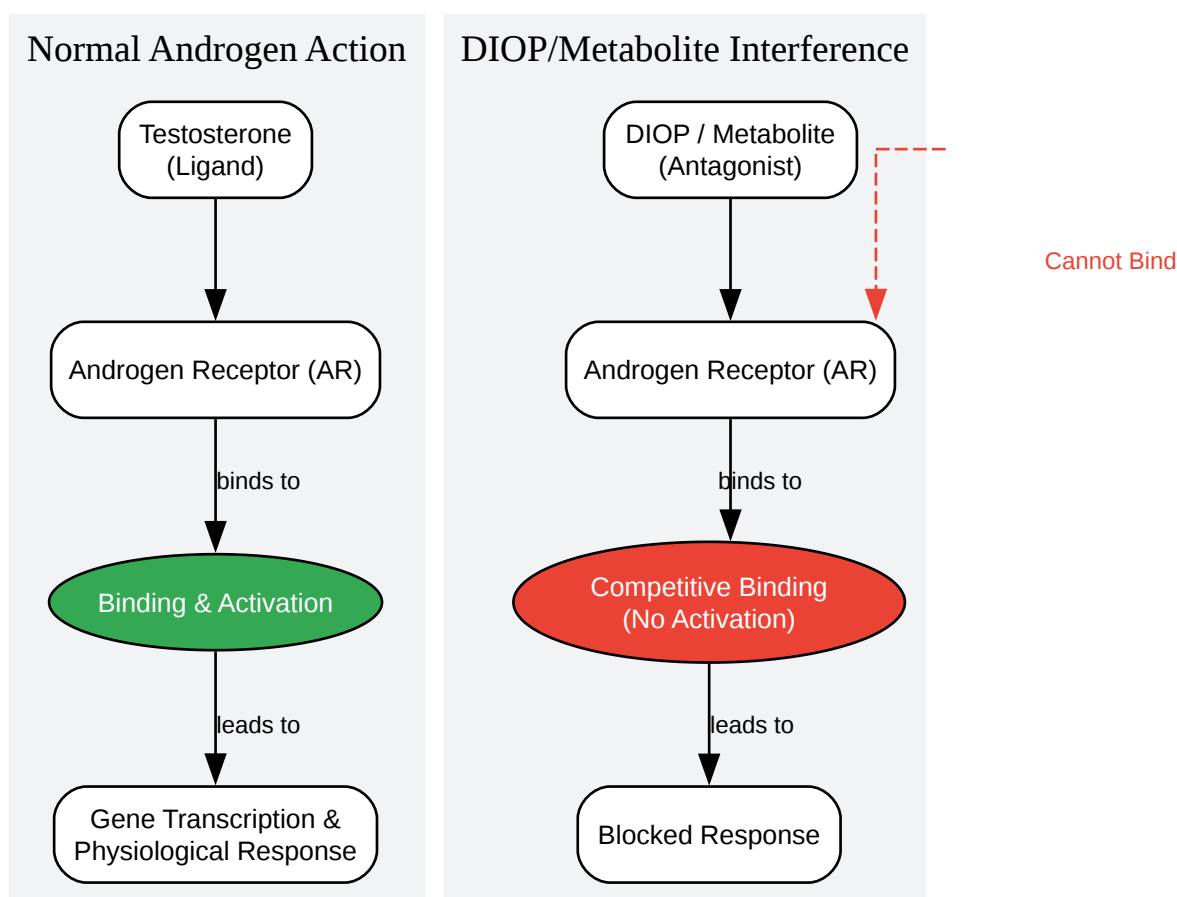 Normal Androgen Action
Testosterone
(Ligand)
Androgen Receptor (AR)
binds to
Binding & Activation
leads to
Gene Transcription &
Physiological Response
DIOP/Metabolite Interference
DIOP / Metabolite
(Antagonist)
Cannot Bind
Androgen Receptor (AR)
binds to
Competitive Binding
(No Activation)
leads to
Blocked Response